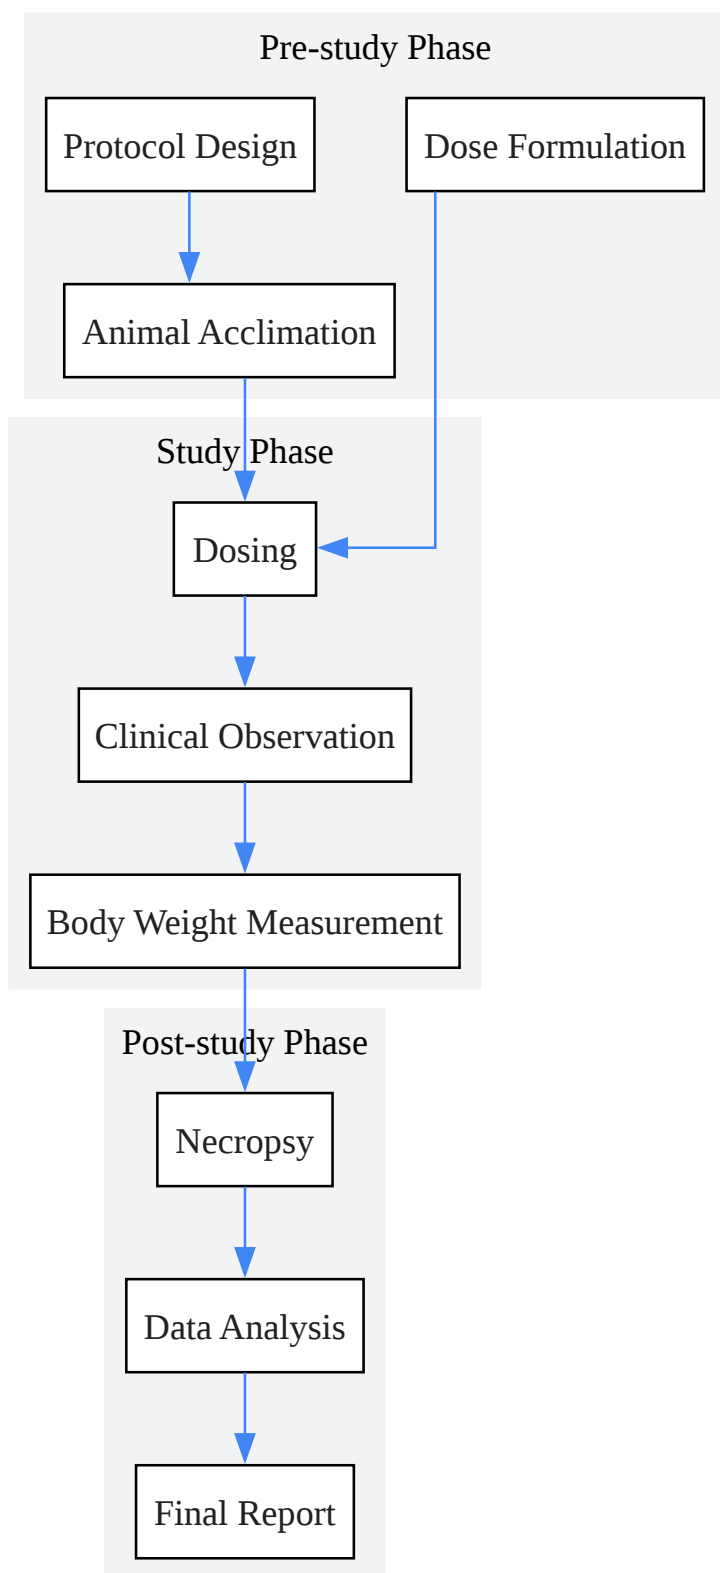 Pre-study Phase
Protocol Design
Dose Formulation
Animal Acclimation
Study Phase
Dosing
Clinical Observation
Body Weight Measurement
Post-study Phase
Necropsy
Data Analysis
Final Report